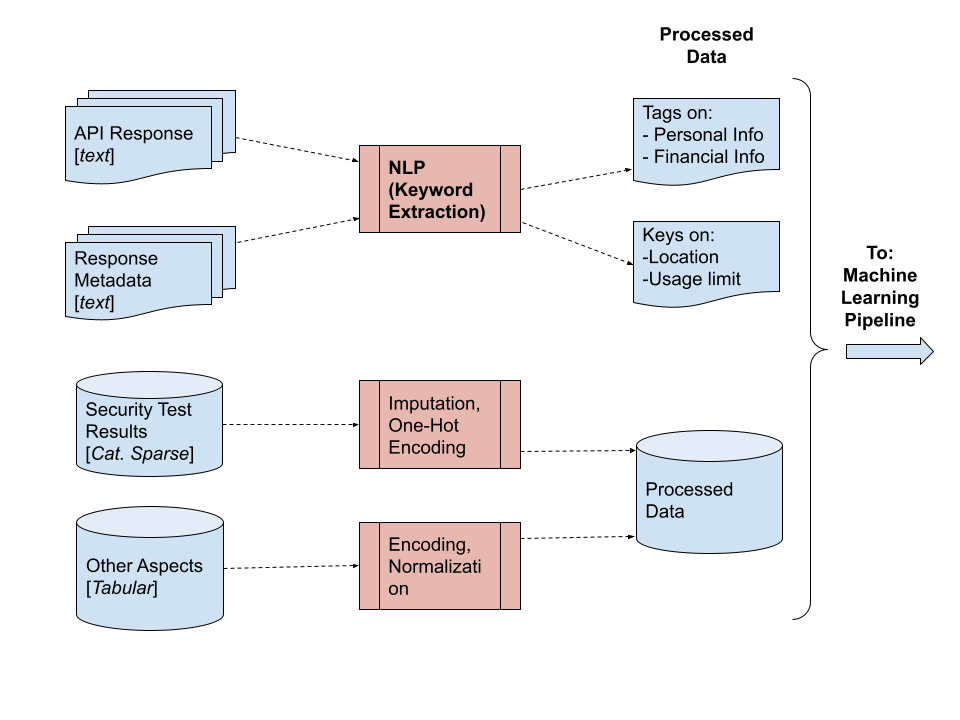 Processed
Data
API Response
[text]
Tags on:
- Personal Info
- Financial Info
NLP
(Keyword
Extraction)
Response
Metadata
[text]
Keys on:
-Location
-Usage limit
To:
Machine
Learning
Pipeline
Security Test
Results
[Cat. Sparse]
Imputation,
One-Hot
Encoding
Processed
Data
Other Aspects
[Tabular]
Encoding,
Normalizati
on